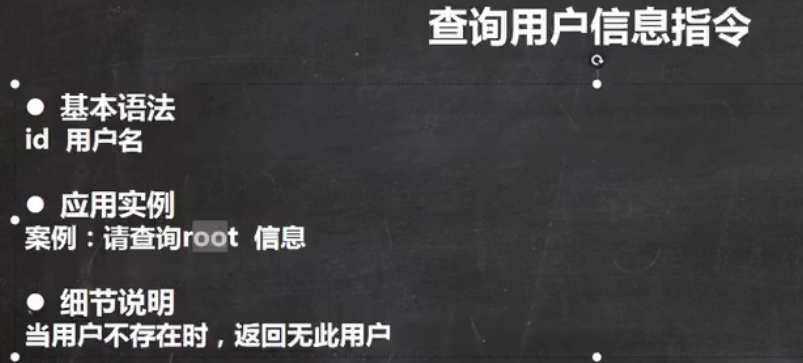 查询用户信息指令
● 基本语法
id 用户名
● 应用实例
案例：请查询root 信息
● 细节说明
当用户不存在时，返回无此用户